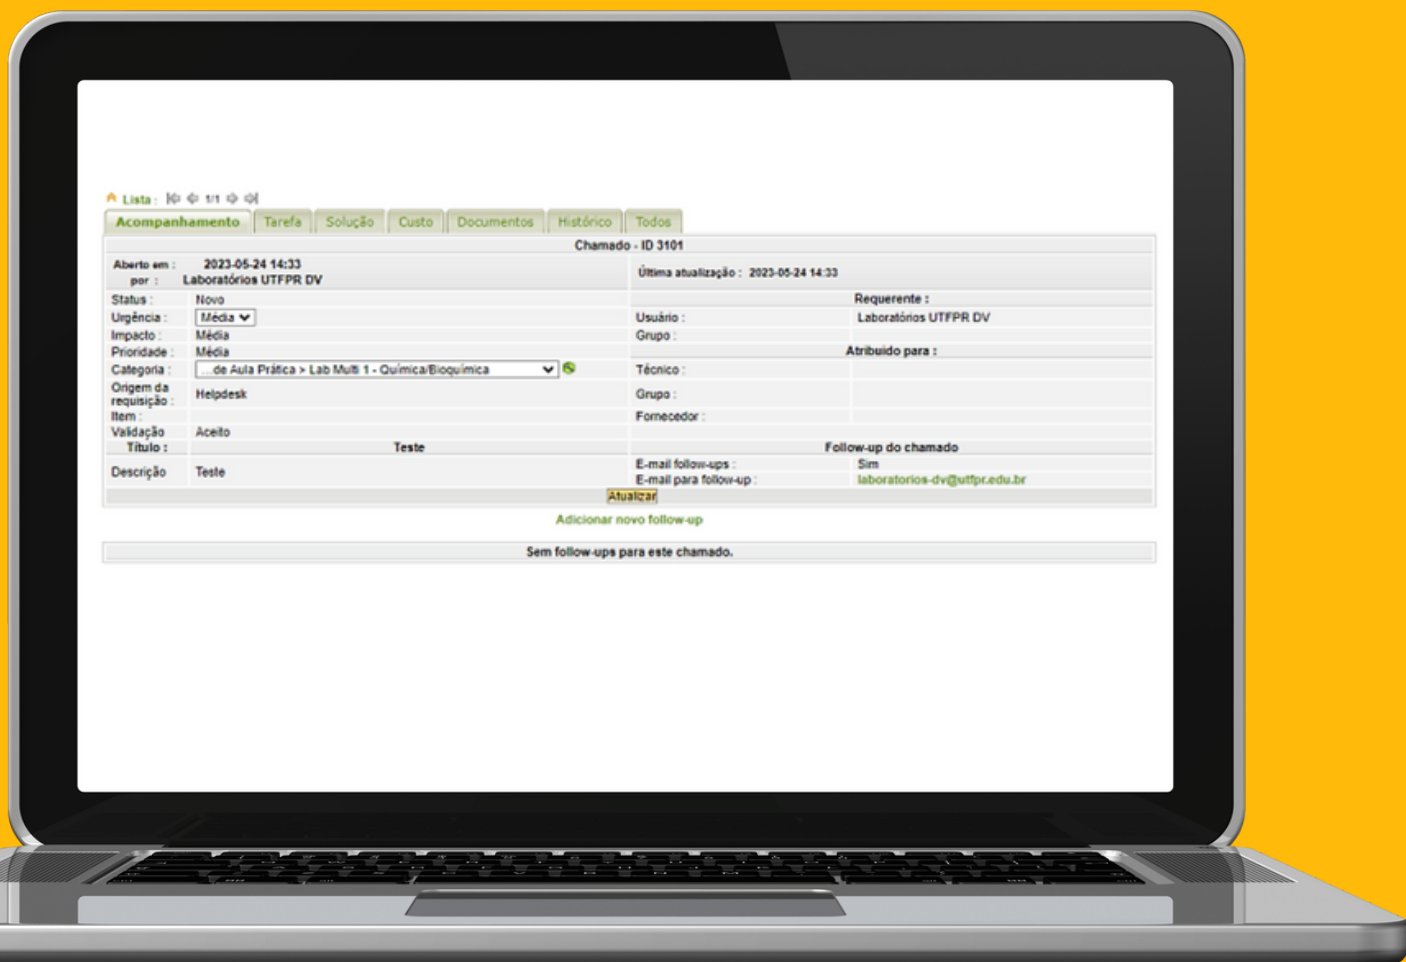 Lista : 1/1
Acompanhamento Tarefa Solução Custo Documentos Histórico Todos
Chamado - ID 3101
Aberto em : 2023-05-24 14:33
por : Laboratórios UTFPR DV
Última atualização : 2023-05-24 14:33
Status : Novo
Requerente :
Urgência : Média
Usuário : Laboratórios UTFPR DV
Impacto : Média
Grupo :
Prioridade : Média
Atribuído para :
Categoria : ...de Aula Prática > Lab Multi 1 - Química/Bioquímica
Técnico :
Origem da
requisição : Helpdesk
Grupo :
Item :
Fornecedor :
Validação Aceito
Título : Teste
Follow-up do chamado
Descrição Teste
E-mail follow-ups : Sim
E-mail para follow-up : laboratorios-dv@utfpr.edu.br
Atualizar
Adicionar novo follow-up
Sem follow-ups para este chamado.